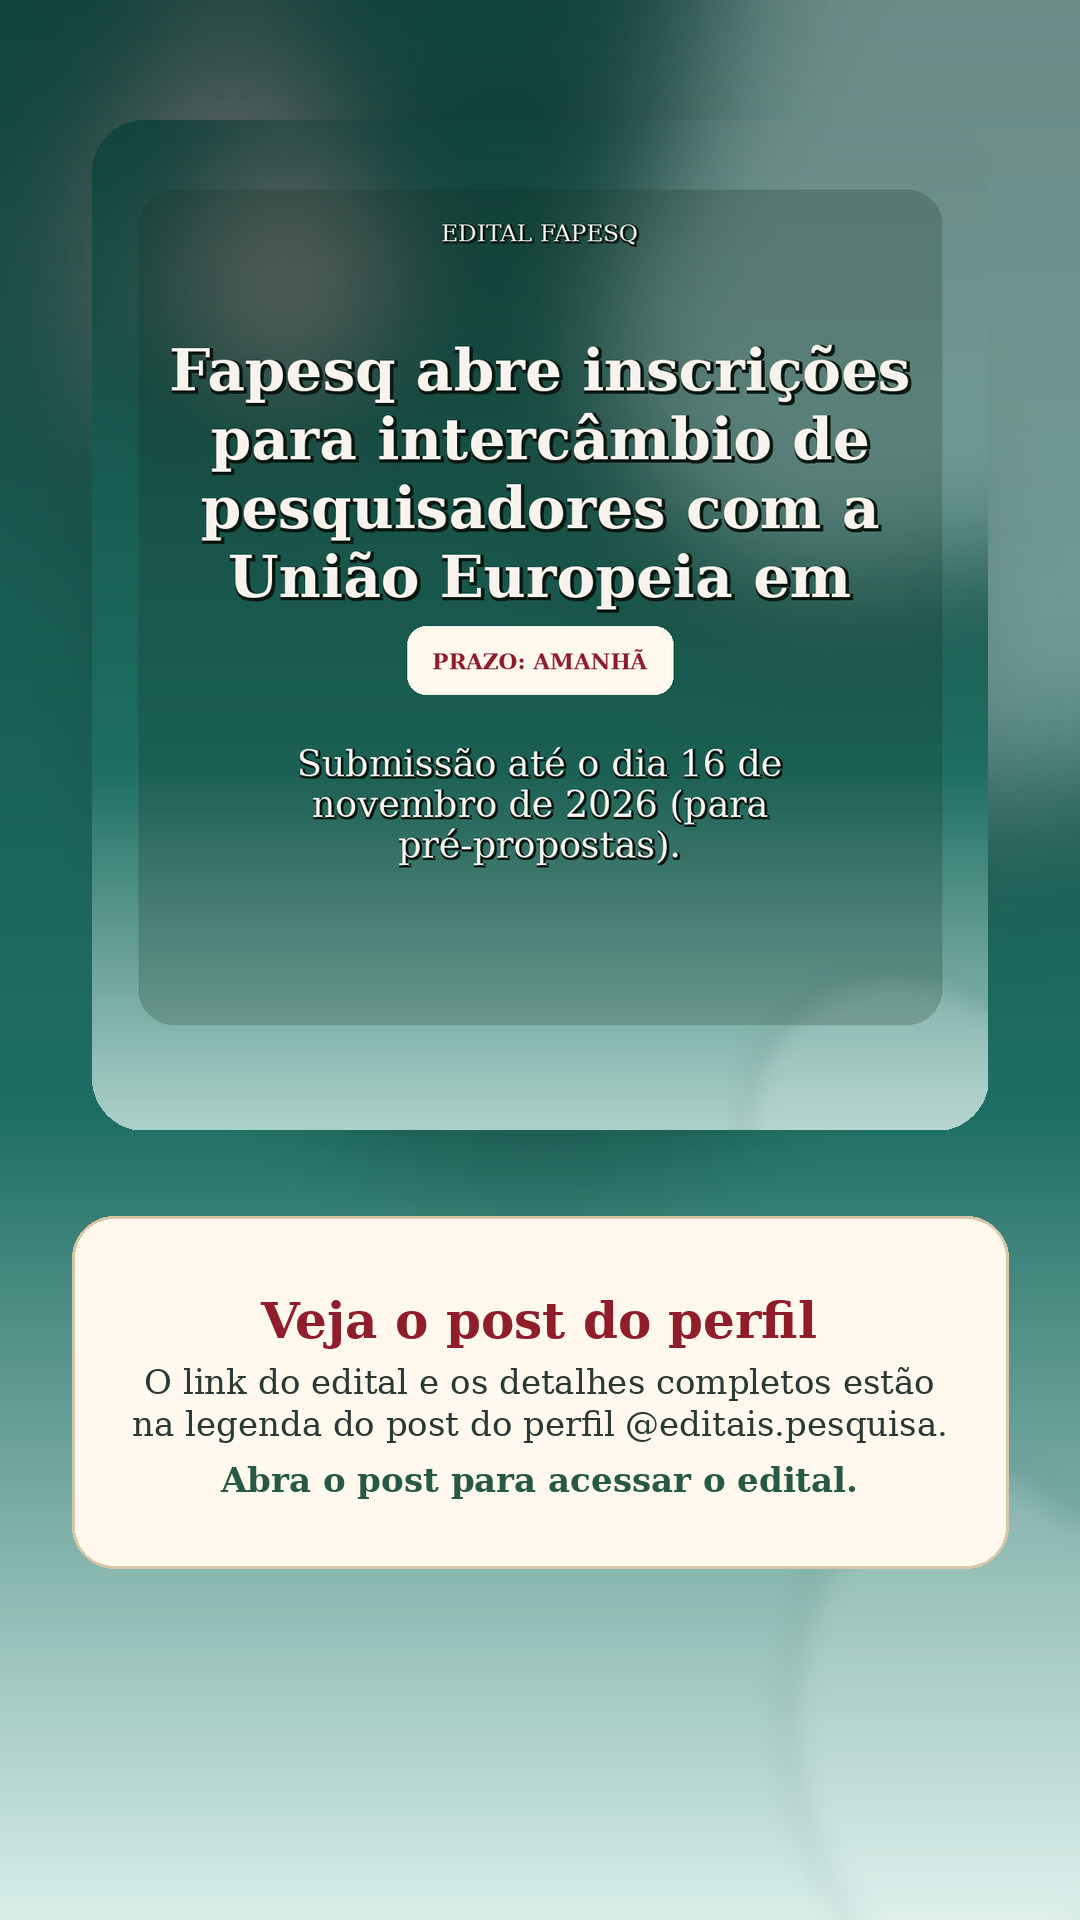 EDITAL FAPESQ
Fapesq abre inscrições
para intercâmbio de
pesquisadores com a
União Europeia em
PRAZO: AMANHÃ
Submissão até o dia 16 de
novembro de 2026 (para
pré-propostas).
Veja o post do perfil
O link do edital e os detalhes completos estão
na legenda do post do perfil @editais.pesquisa.
Abra o post para acessar o edital.